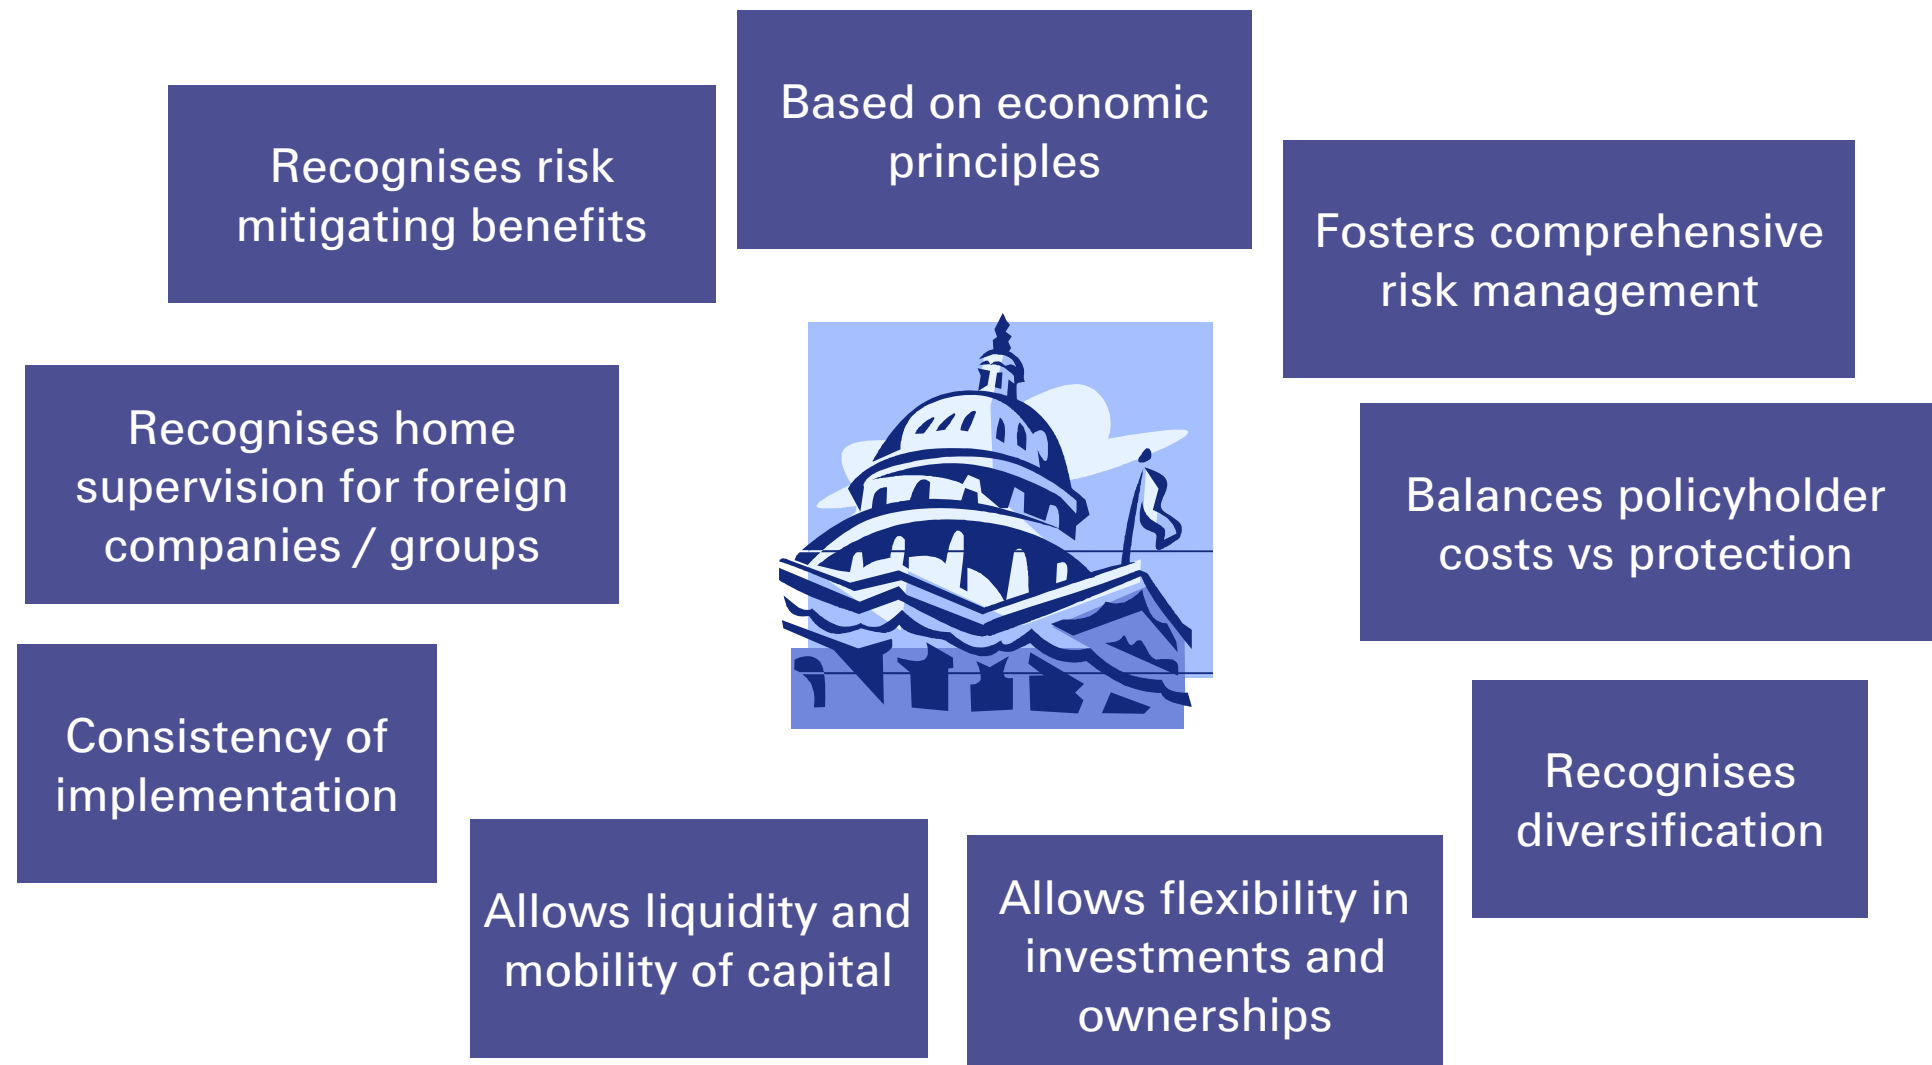 Based on economic
principles
Recognises risk
mitigating benefits
Fosters comprehensive
risk management
Recognises home
supervision for foreign
companies / groups
Balances policyholder
costs vs protection
Consistency of
implementation
Recognises
diversification
Allows liquidity and
mobility of capital
Allows flexibility in
investments and
ownerships